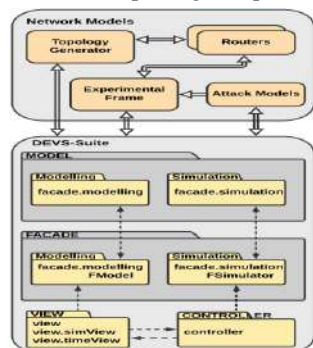 Network Models
Topology
Generator
Routers
Experimental
Frame
Attack Models
DEVS-Suite
MODEL
Modelling
facade.modelling
Simulation
facade.simulation
FACADE
Modelling
facade.modelling
FModel
Simulation
facade.simulation
FSimulator
VIEW
view
view.simView
view.timeView
CONTROLLER
controller